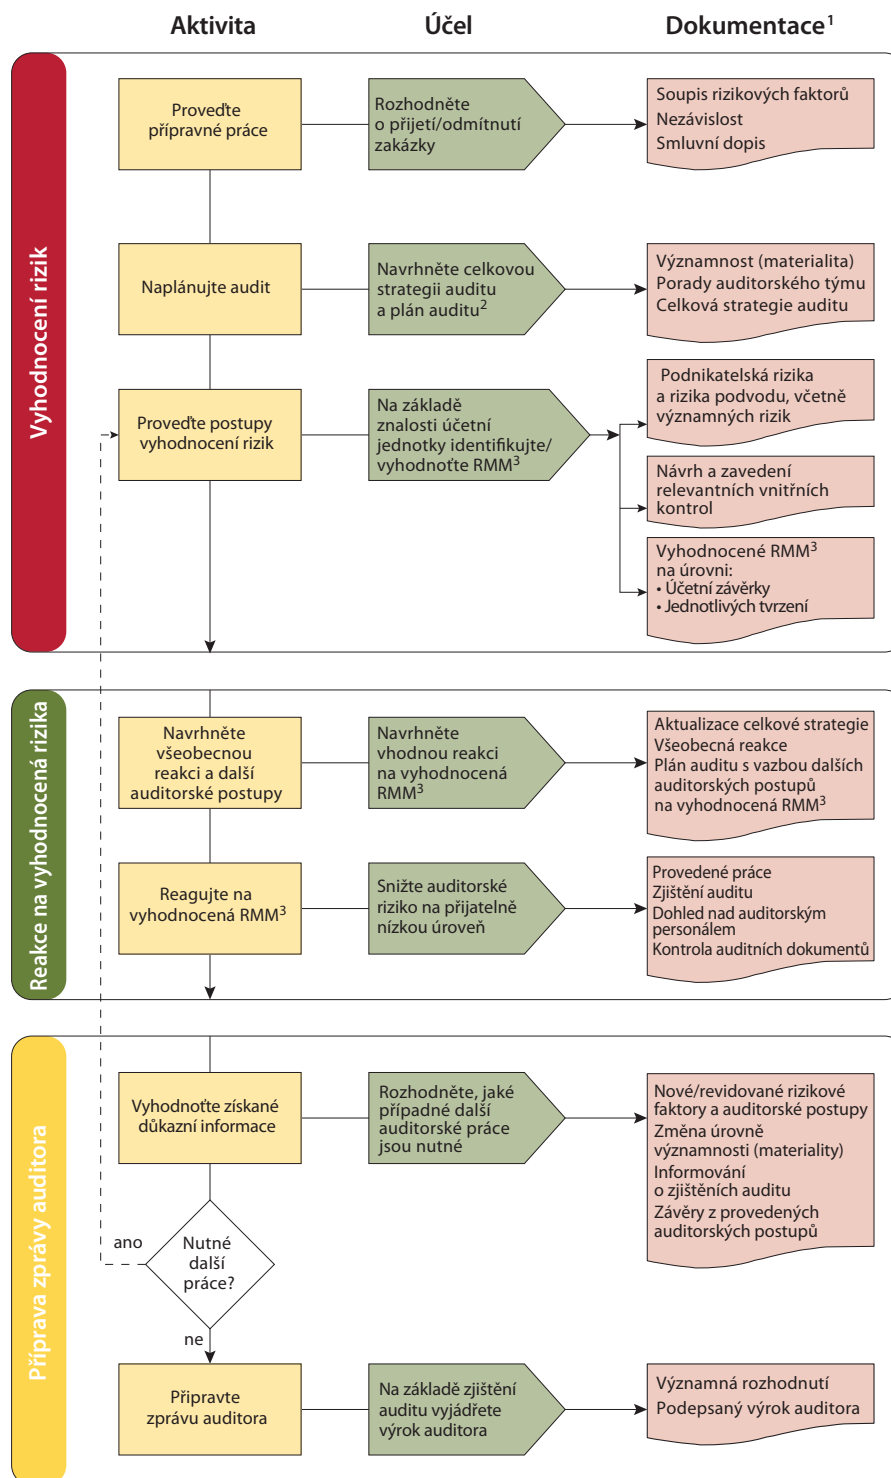 Aktivita
Účel
Dokumentace1
Vyhodnocení rizik
Proveďte
přípravné práce
Rozhodněte
o přijetí/odmítnutí
zakázky
Soupis rizikových faktorů
Nezávislost
Smluvní dopis
Naplánujte audit
Navrhněte celkovou
strategii auditu
a plán auditu2
Významnost (materialita)
Porady auditorského týmu
Celková strategie auditu
Proveďte postupy
vyhodnocení rizik
Na základě
znalosti účetní
jednotky identifikujte/
vyhodnoťte RMM3
Podnikatelská rizika
a rizika podvodu, včetně
významných rizik
Návrh a zavedení
relevantních vnitřních
kontrol
Vyhodnocené RMM3
na úrovni:
• Účetní závěrky
• Jednotlivých tvrzení
Reakce na vyhodnocená rizika
Navrhněte
všeobecnou
reakci a další
auditorské postupy
Navrhněte
vhodnou reakci
na vyhodnocená
RMM3
Aktualizace celkové strategie
Všeobecná reakce
Plán auditu s vazbou dalších
auditorských postupů
na vyhodnocená RMM3
Reagujte na
vyhodnocená RMM3
Snižte auditorské
riziko na přijatelně
nízkou úroveň
Provedené práce
Zjištění auditu
Dohled nad auditorským
personálem
Kontrola auditních dokumentů
Příprava zprávy auditora
Vyhodnoťte získané
důkazní informace
Rozhodněte, jaké
případné další
auditorské práce
jsou nutné
Nové/revidované rizikové
faktory a auditorské postupy
Změna úrovně
významnosti (materiality)
Informování
o zjištěních auditu
Závěry z provedených
auditorských postupů
ano
Nutné
další
práce?
ne
Připravte
zprávu auditora
Na základě zjištění
auditu vyjádřete
výrok auditora
Významná rozhodnutí
Podepsaný výrok auditora